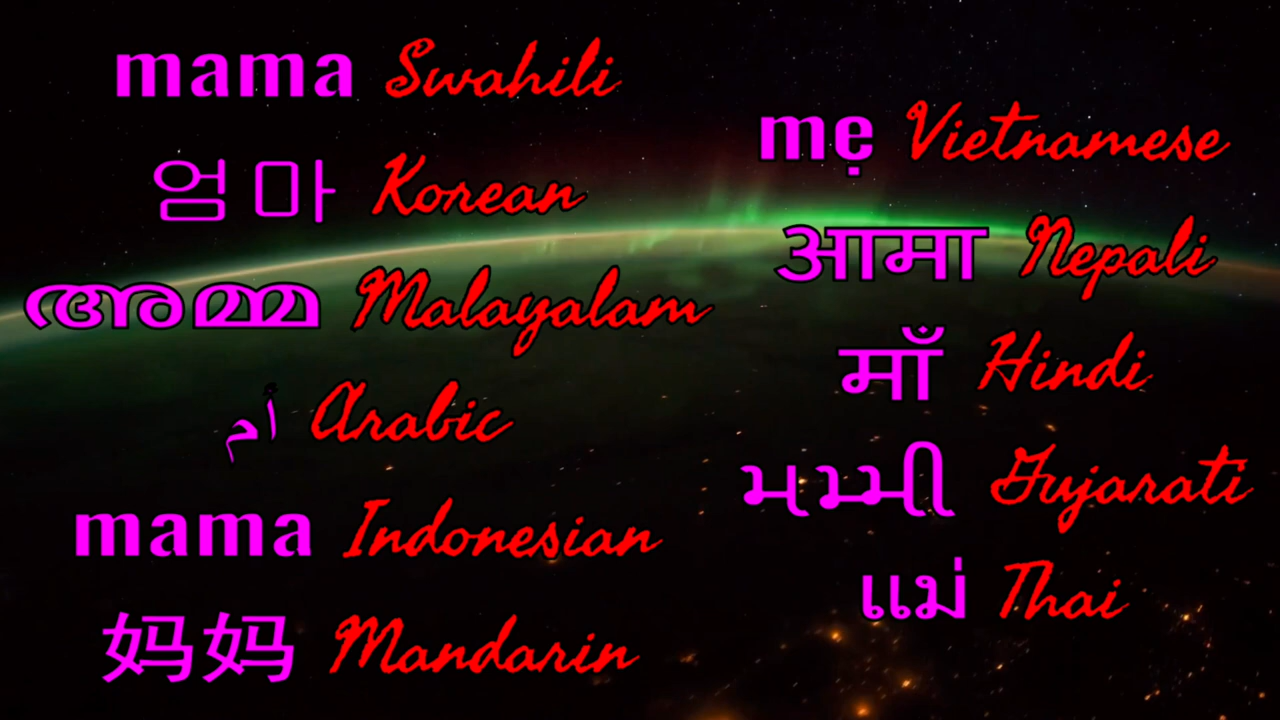 mama Swahili
엄마 Korean
അമ്മ Malayalam
أم Arabic
mama Indonesian
妈妈 Mandarin
mẹ Vietnamese
आमा Nepali
माँ Hindi
મમ્મી Gujarati
แม่ Thai